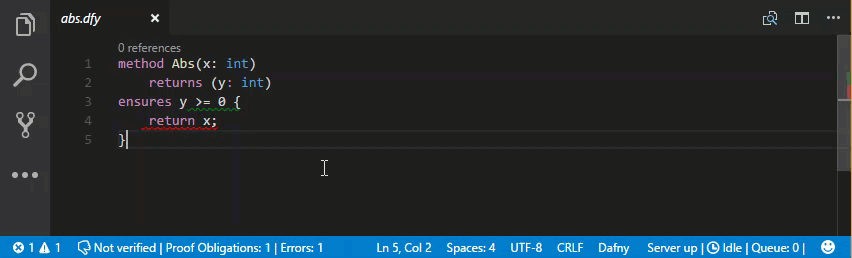 abs.dfy
0 references
1 method Abs(x: int)
2 returns (y: int)
3 ensures y >= 0 {
4 return x;
5 }
1 1 Not verified | Proof Obligations: 1 | Errors: 1 Ln 5, Col 2 Spaces: 4 UTF-8 CRLF Dafny Server up | Idle | Queue: 0 |